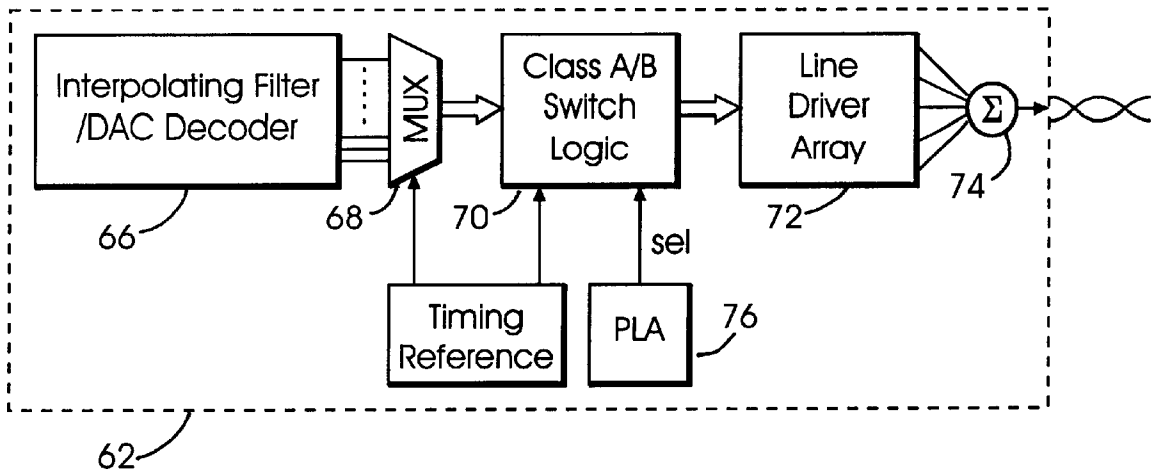 Interpolating Filter
/DAC Decoder
MUX
Class A/B
Switch
Logic
Line
Driver
Array
Σ
66
68
70
72
74
sel
Timing
Reference
PLA
76
62